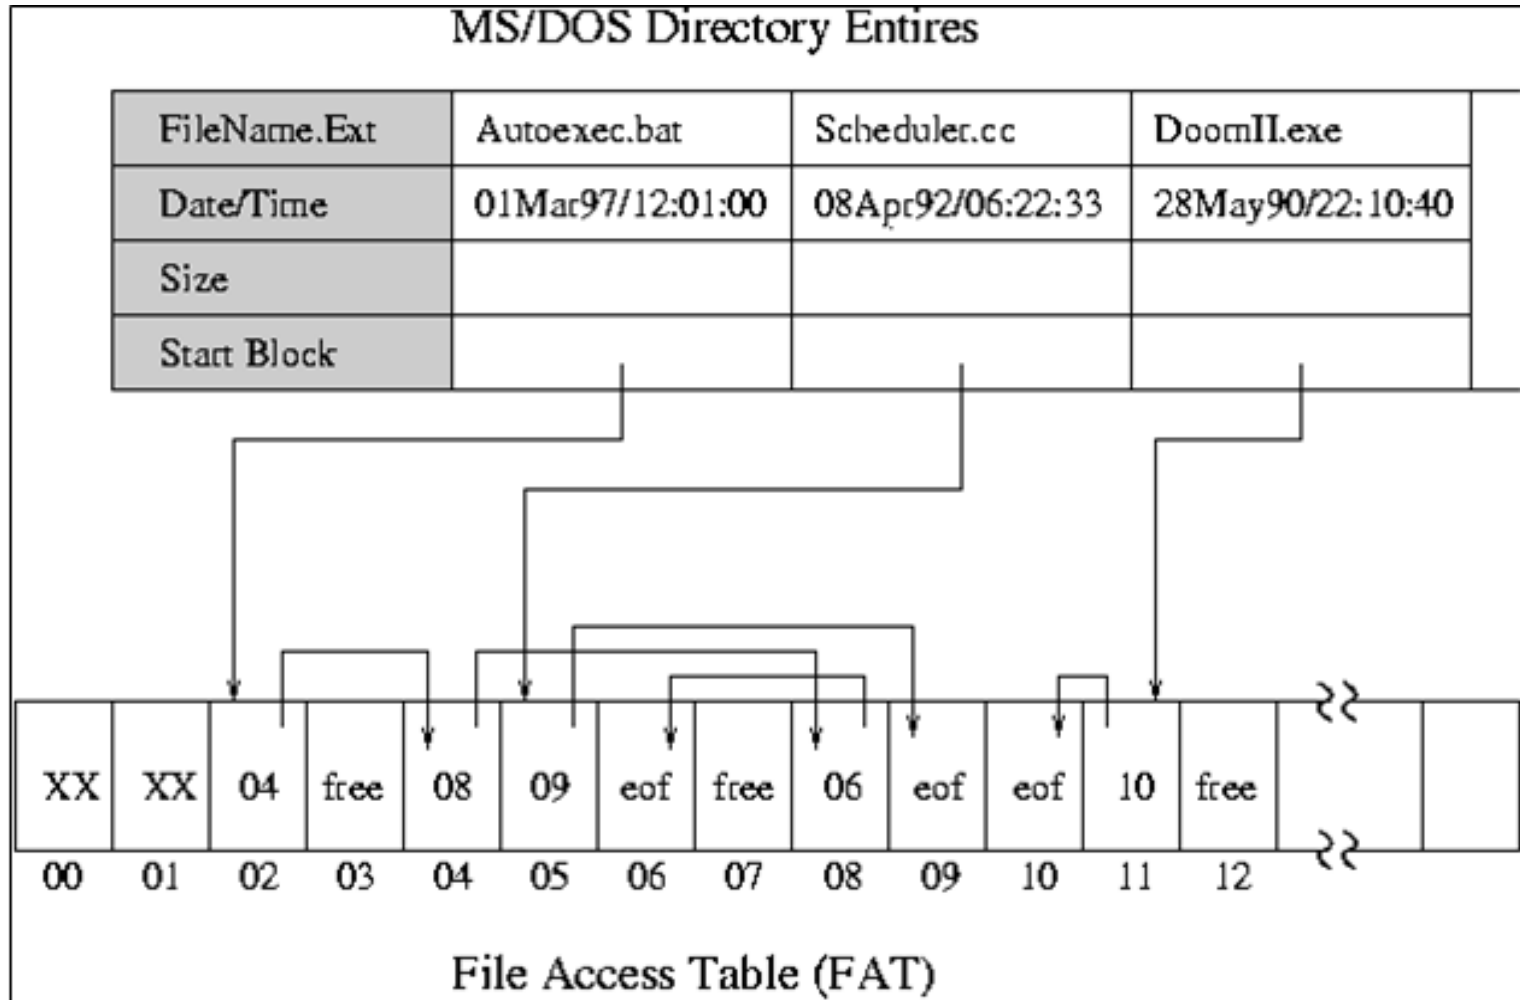 MS/DOS Directory Entires
FileName.Ext Autoexec.bat Scheduler.cc DoomII.exe
Date/Time 01Mar97/12:01:00 08Apr92/06:22:33 28May90/22:10:40
Size
Start Block
XX XX 04 free 08 09 eof free 06 eof eof 10 free
00 01 02 03 04 05 06 07 08 09 10 11 12
File Access Table (FAT)